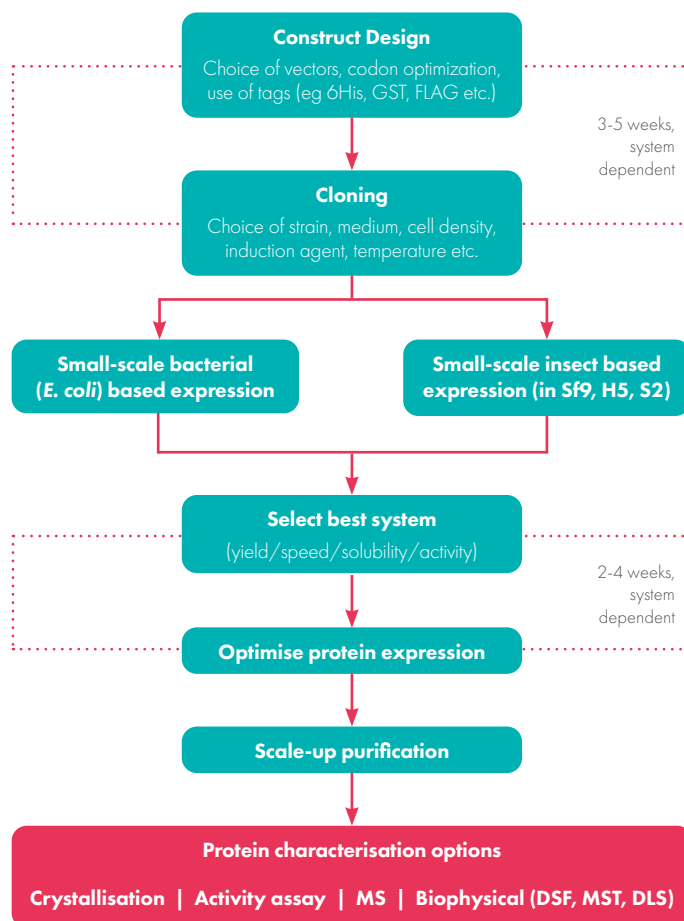 Construct Design
Choice of vectors, codon optimization,
use of tags (eg 6His, GST, FLAG etc.)
3-5 weeks,
system
dependent
Cloning
Choice of strain, medium, cell density,
induction agent, temperature etc.
Small-scale bacterial
(E. coli) based expression
Small-scale insect based
expression (in Sf9, H5, S2)
Select best system
(yield/speed/solubility/activity)
2-4 weeks,
system
dependent
Optimise protein expression
Scale-up purification
Protein characterisation options
Crystallisation | Activity assay | MS | Biophysical (DSF, MST, DLS)